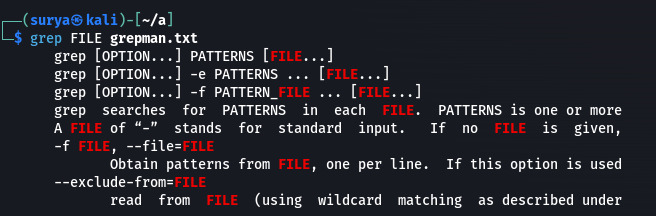 ┌──(surya㉿kali)-[~/a]
└─$ grep FILE grepman.txt
grep [OPTION...] PATTERNS [FILE...]
grep [OPTION...] -e PATTERNS ... [FILE...]
grep [OPTION...] -f PATTERN_FILE ... [FILE...]
grep searches for PATTERNS in each FILE. PATTERNS is one or more
A FILE of “-” stands for standard input. If no FILE is given,
-f FILE, --file=FILE
Obtain patterns from FILE, one per line. If this option is used
--exclude-from=FILE
read from FILE (using wildcard matching as described under